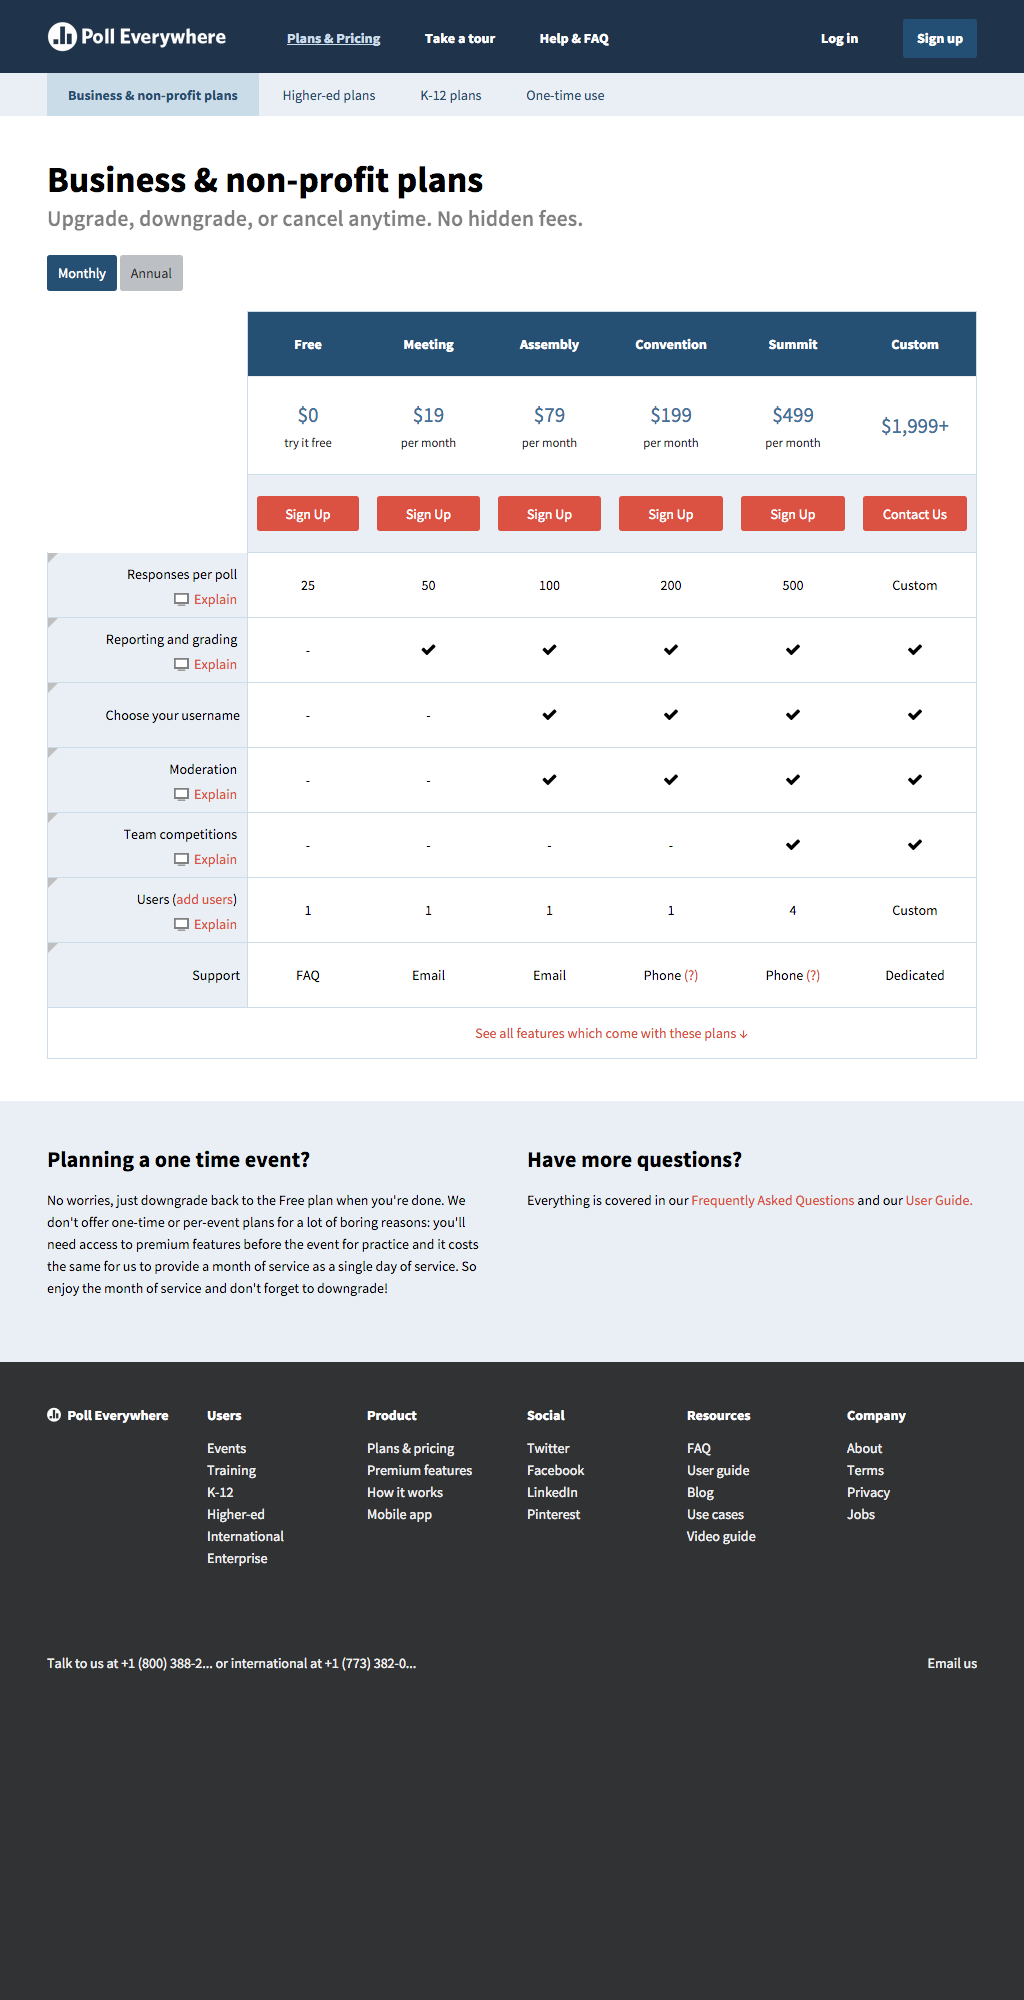 Poll Everywhere Plans & Pricing Take a tour Help & FAQ Log in Sign up
Business & non-profit plans Higher-ed plans K-12 plans One-time use
Business & non-profit plans
Upgrade, downgrade, or cancel anytime. No hidden fees.
Monthly Annual
Free Meeting Assembly Convention Summit Custom
$0 $19 $79 $199 $499 $1,999+
try it free per month per month per month per month
Sign Up Sign Up Sign Up Sign Up Sign Up Contact Us
Responses per poll 25 50 100 200 500 Custom
Explain
Reporting and grading - ✔ ✔ ✔ ✔ ✔
Explain
Choose your username - - ✔ ✔ ✔ ✔
Moderation - - ✔ ✔ ✔ ✔
Explain
Team competitions - - - - ✔ ✔
Explain
Users (add users) 1 1 1 1 4 Custom
Explain
Support FAQ Email Email Phone (?) Phone (?) Dedicated
See all features which come with these plans ↓
Planning a one time event?
No worries, just downgrade back to the Free plan when you're done. We
don't offer one-time or per-event plans for a lot of boring reasons: you'll
need access to premium features before the event for practice and it costs
the same for us to provide a month of service as a single day of service. So
enjoy the month of service and don't forget to downgrade!
Have more questions?
Everything is covered in our Frequently Asked Questions and our User Guide.
Poll Everywhere
Users
Events
Training
K-12
Higher-ed
International
Enterprise
Product
Plans & pricing
Premium features
How it works
Mobile app
Social
Twitter
Facebook
LinkedIn
Pinterest
Resources
FAQ
User guide
Blog
Use cases
Video guide
Company
About
Terms
Privacy
Jobs
Talk to us at +1 (800) 388-2... or international at +1 (773) 382-0... Email us